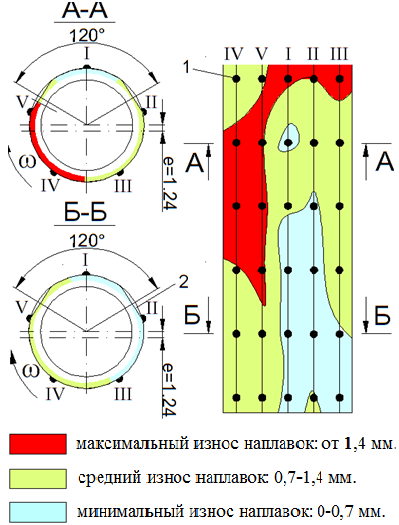 А-А
I
120°
V
II
ω
IV
III
e=1.24
Б-Б
I
120°
2
V
II
ω
IV
III
e=1.24
IV V I II III
1
А
А
Б
Б
максимальный износ наплавок: от 1,4 мм.
средний износ наплавок: 0,7-1,4 мм.
минимальный износ наплавок: 0-0,7 мм.